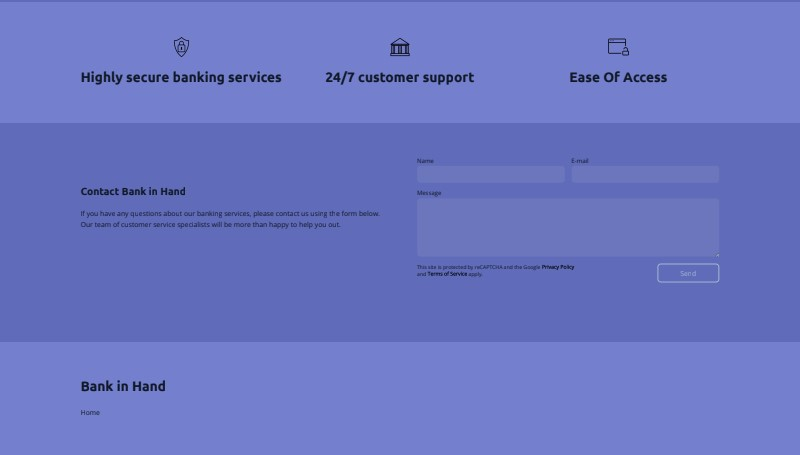 Highly secure banking services
24/7 customer support
Ease Of Access
Contact Bank in Hand
If you have any questions about our banking services, please contact us using the form below.
Our team of customer service specialists will be more than happy to help you out.
Name
E-mail
Message
This site is protected by reCAPTCHA and the Google Privacy Policy
and Terms of Service apply.
Send
Bank in Hand
Home